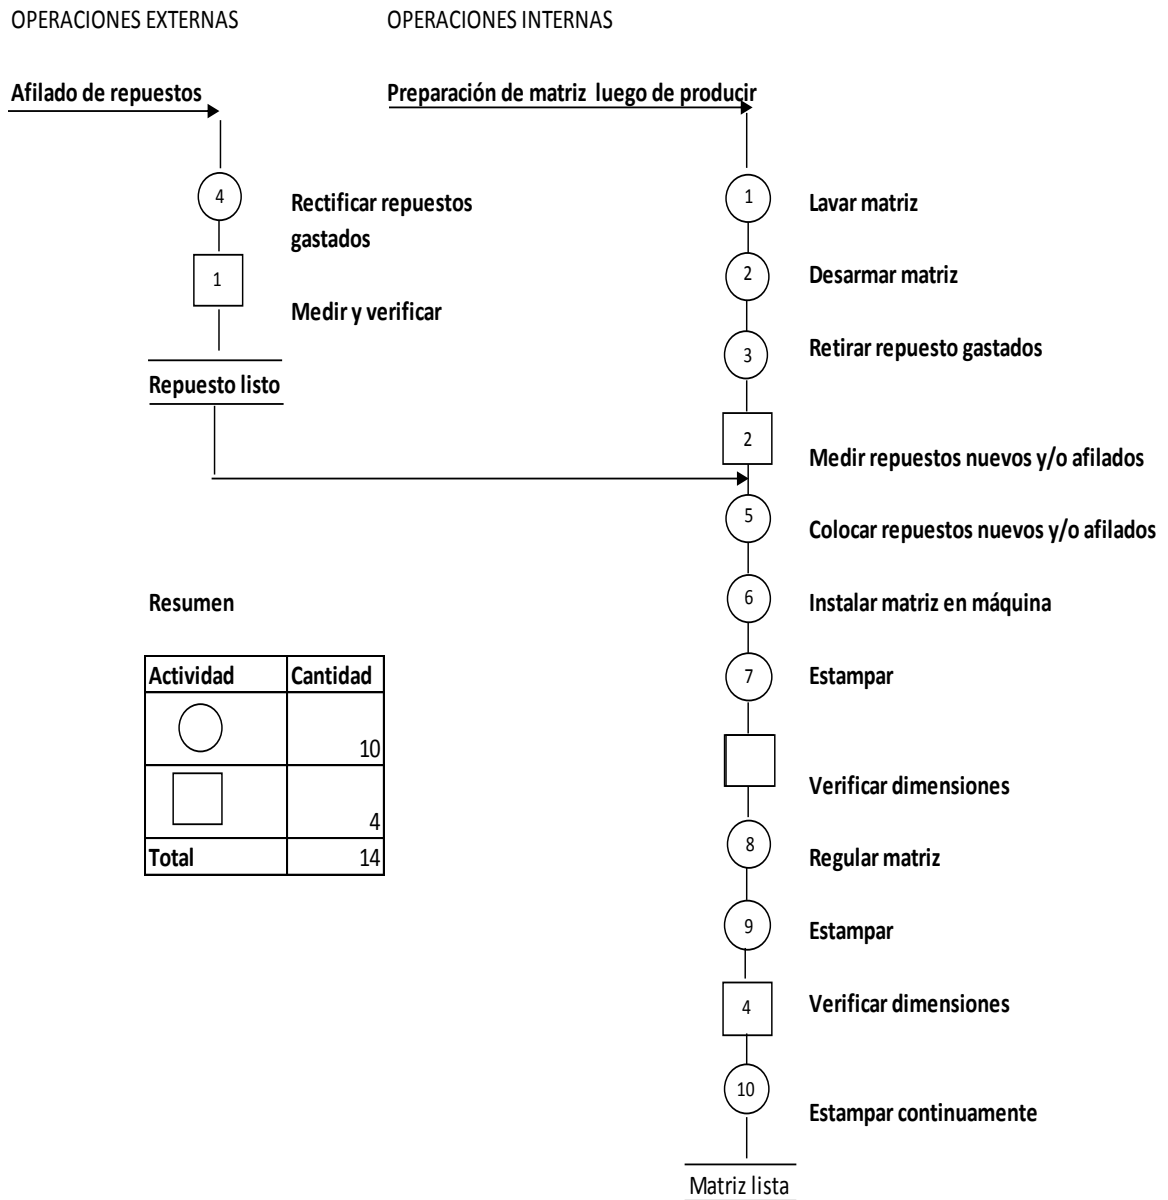 OPERACIONES EXTERNAS
OPERACIONES INTERNAS
Afilado de repuestos
Preparación de matriz luego de producir
4
Rectificar repuestos
gastados
1
Medir y verificar
Repuesto listo
1
Lavar matriz
2
Desarmar matriz
3
Retirar repuesto gastados
2
Medir repuestos nuevos y/o afilados
5
Colocar repuestos nuevos y/o afilados
6
Instalar matriz en máquina
7
Estampar
Verificar dimensiones
8
Regular matriz
9
Estampar
4
Verificar dimensiones
10
Estampar continuamente
Matriz lista
Resumen
Actividad Cantidad
10
4
Total 14